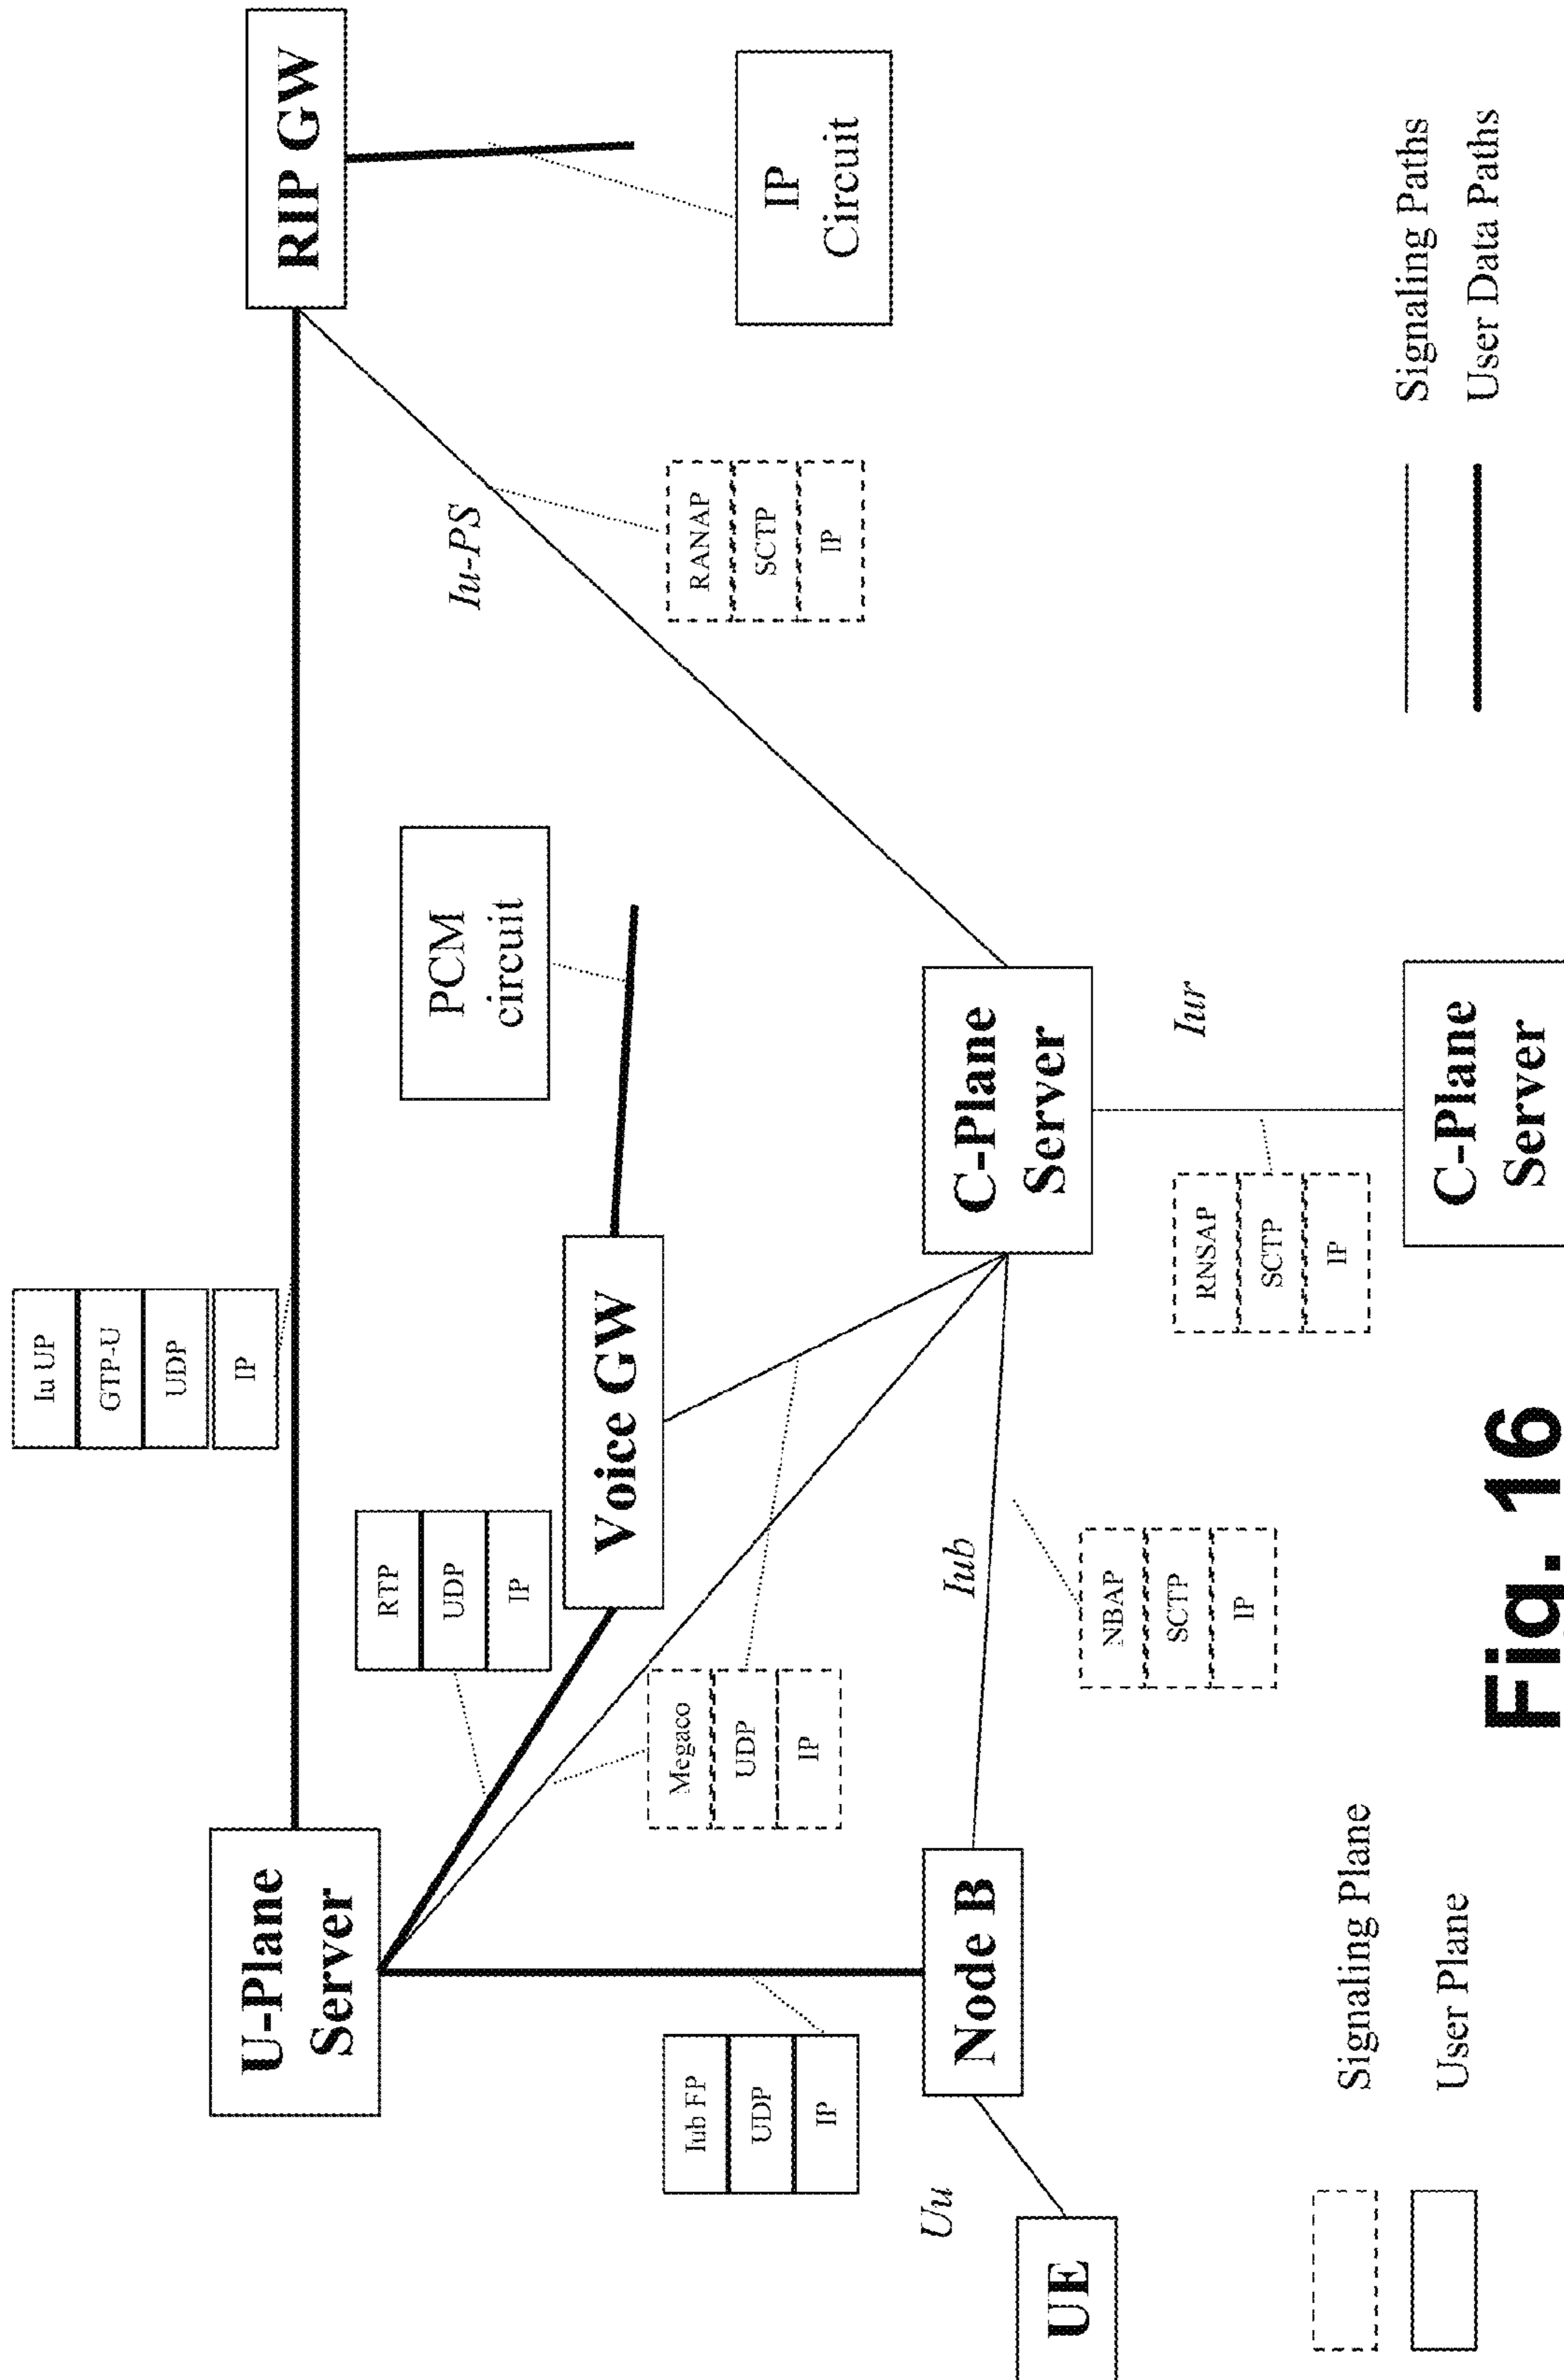 Iu UP
GTP-U
UDP
IP
U-Plane
Server
RIP GW
RTP
UDP
IP
PCM
circuit
Iu-PS
Voice GW
IP
Circuit
Iub FP
UDP
IP
Megaco
UDP
IP
RANAP
SCTP
IP
Uu
Node B
Iub
C-Plane
Server
UE
NBAP
SCTP
IP
RNSAP
SCTP
IP
Iur
Signaling Plane
User Plane
C-Plane
Server
Signaling Paths
User Data Paths
Fig. 16